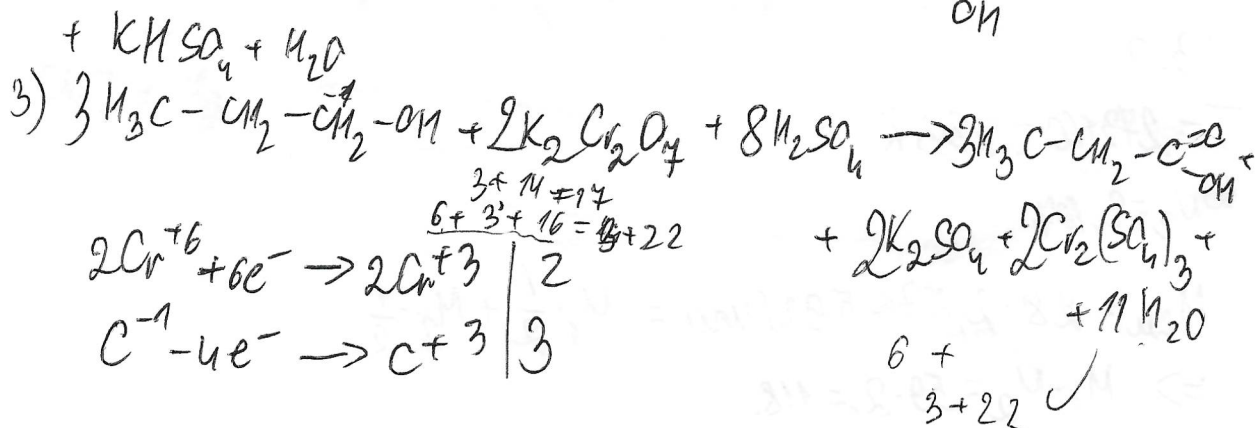 OH
+ KHSO₄ + H₂O
3) 3H₃C - CH₂ - C⁻¹H₂ - OH + 2K₂Cr₂O₇ + 8H₂SO₄ → 3H₃C - CH₂ - C=O -OH +
3 + 14 = 17
6 + 3 + 16 = +22
+ 2K₂SO₄ + 2Cr₂(SO₄)₃ +
2Cr⁺⁶ + 6e⁻ → 2Cr⁺³ | 2
+ 11H₂O
C⁻¹ - 4e⁻ → C⁺³ | 3
6 +
3 + 22 ✓